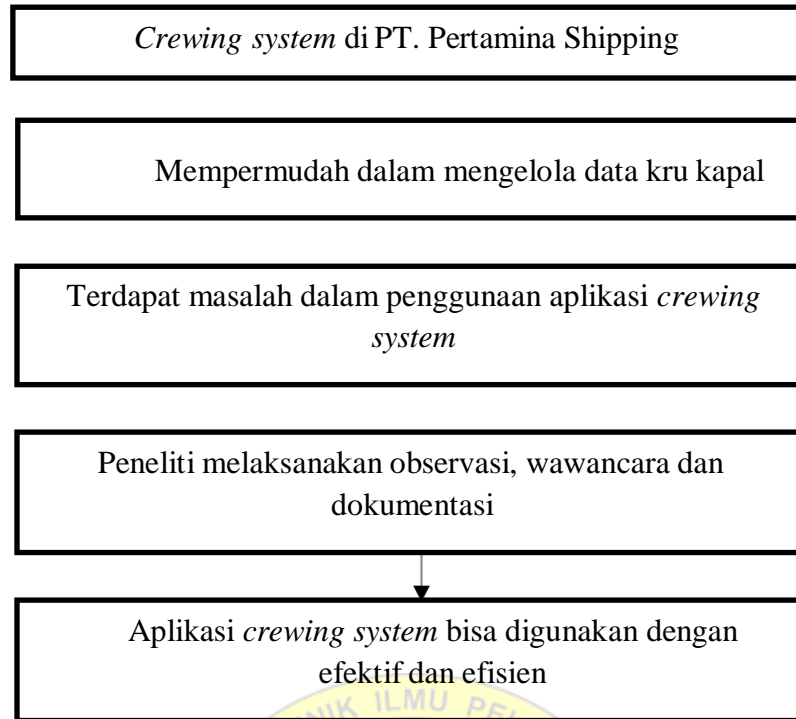 Crewing system di PT. Pertamina Shipping
Mempermudah dalam mengelola data kru kapal
Terdapat masalah dalam penggunaan aplikasi crewing
system
Peneliti melaksanakan observasi, wawancara dan
dokumentasi
Aplikasi crewing system bisa digunakan dengan
efektif dan efisien
ILMU